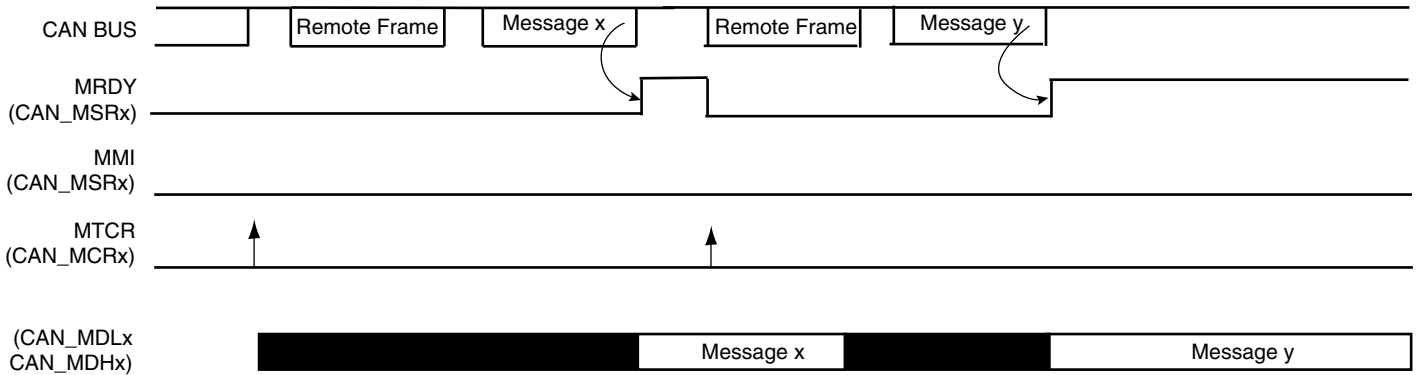 CAN BUS
Remote Frame
Message x
Remote Frame
Message y
MRDY
(CAN_MSRx)
MMI
(CAN_MSRx)
MTCR
(CAN_MCRx)
(CAN_MDLx
CAN_MDHx)
Message x
Message y